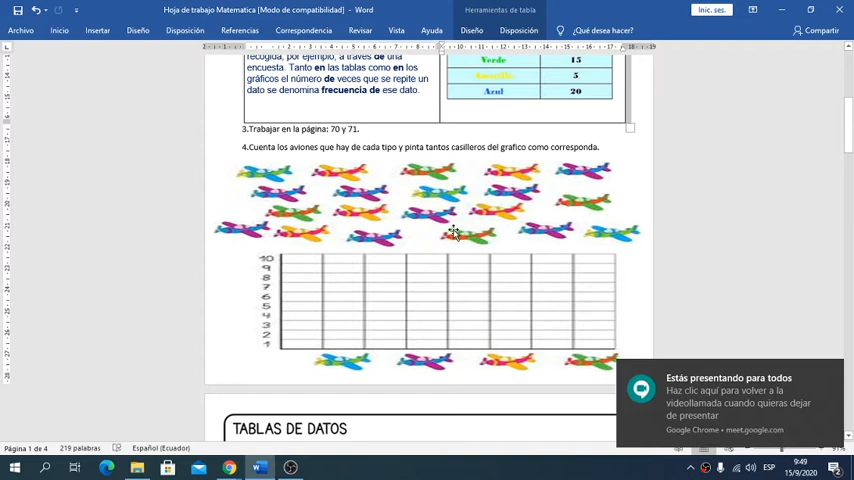 Hoja de trabajo Matematica [Modo de compatibilidad] - Word
Herramientas de tabla
Inic. ses.
Archivo Inicio Insertar Diseño Disposición Referencias Correspondencia Revisar Vista Ayuda Diseño Disposición ¿Qué desea hacer? Compartir
recogida, por ejemplo, a través de una
encuesta. Tanto en las tablas como en los
gráficos el número de veces que se repite un
dato se denomina frecuencia de ese dato.
Verde 15
Amarillo 5
Azul 20
3.Trabajar en la página: 70 y 71.
4.Cuenta los aviones que hay de cada tipo y pinta tantos casilleros del grafico como corresponda.
10
9
8
7
6
5
4
3
2
1
TABLAS DE DATOS
Estás presentando para todos
Haz clic aquí para volver a la
videollamada cuando quieras dejar
de presentar
Google Chrome • meet.google.com
Página 1 de 4 219 palabras Español (Ecuador)
ESP
9:49
15/9/2020